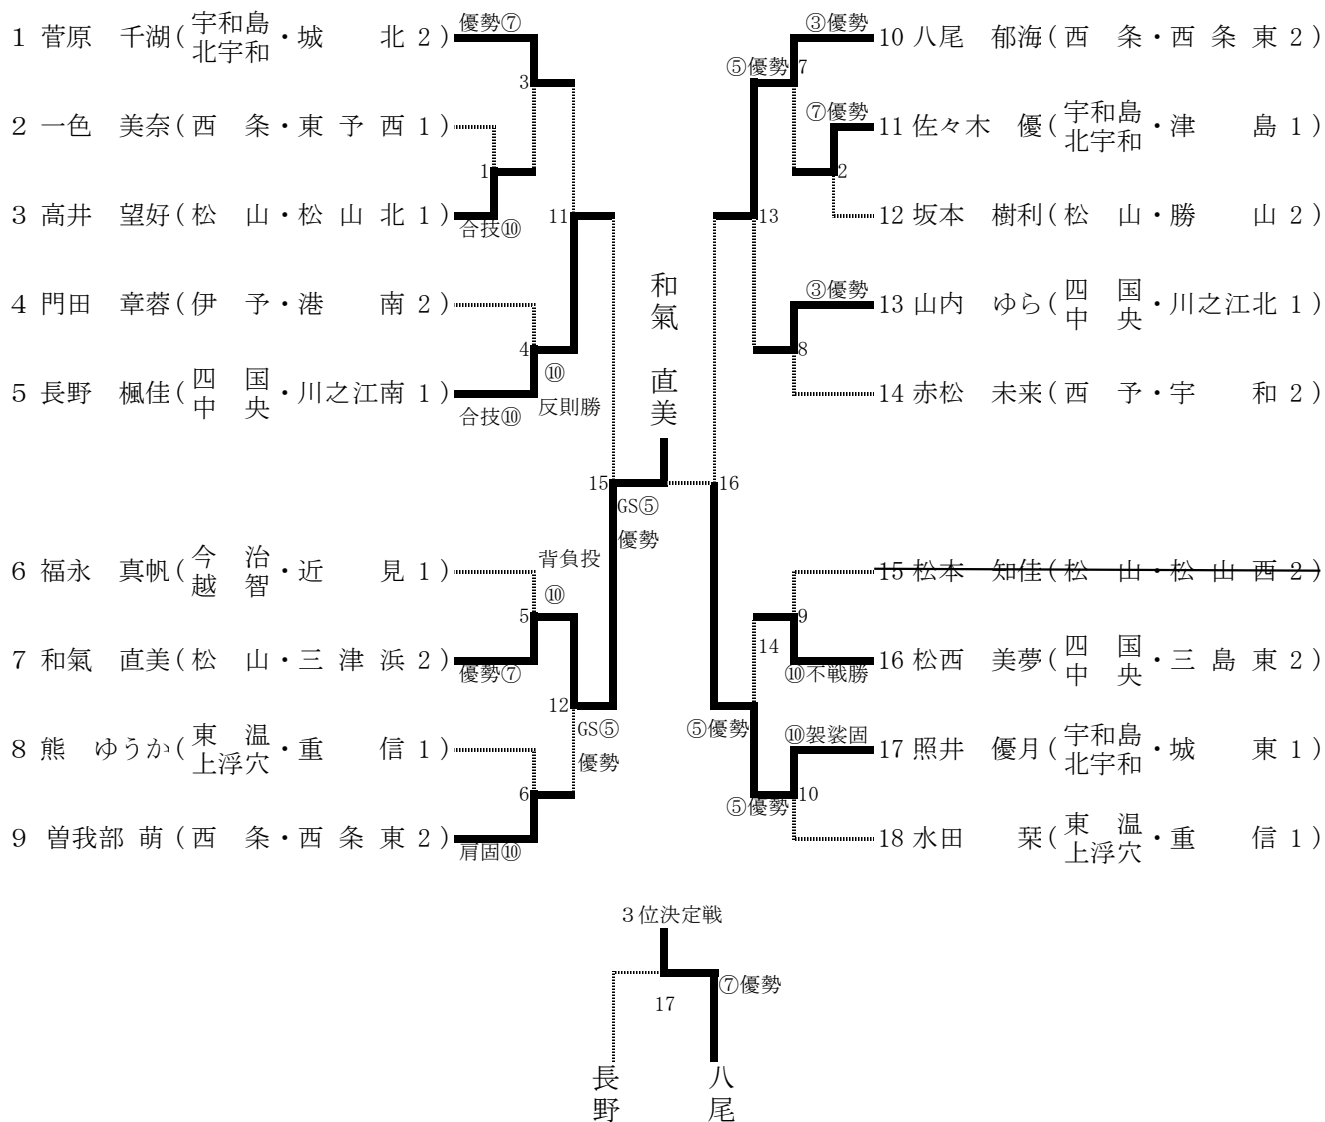 1 菅原 千湖(宇和島北宇和・城 北 2)
優勢⑦
3
2 一色 美奈(西 条・東 予 西 1)
1
3 高井 望好(松 山・松 山 北 1)
合技⑩
11
4 門田 章蓉(伊 予・港 南 2)
4
⑩
反則勝
5 長野 楓佳(四国中央・川之江南 1)
合技⑩
15
GS⑤
優勢
6 福永 真帆(今治越智・近 見 1)
背負投
⑩
5
7 和氣 直美(松 山・三 津 浜 2)
優勢⑦
12
GS⑤
優勢
8 熊 ゆうか(東温上浮穴・重 信 1)
6
9 曽我部 萌(西 条・西 条 東 2)
肩固⑩
和氣 直美
③優勢
10 八尾 郁海(西 条・西 条 東 2)
⑤優勢
7
⑦優勢
11 佐々木 優(宇和島北宇和・津 島 1)
2
12 坂本 樹利(松 山・勝 山 2)
13
③優勢
13 山内 ゆら(四国中央・川之江北 1)
8
14 赤松 未来(西 予・宇 和 2)
16
15 松本 知佳(松 山・松 山 西 2)
9
14
16 松西 美夢(四国中央・三 島 東 2)
⑩不戦勝
⑤優勢
⑩袈裟固
17 照井 優月(宇和島北宇和・城 東 1)
⑤優勢
10
18 水田 栞(東温上浮穴・重 信 1)
3位決定戦
⑦優勢
17
長野
八尾